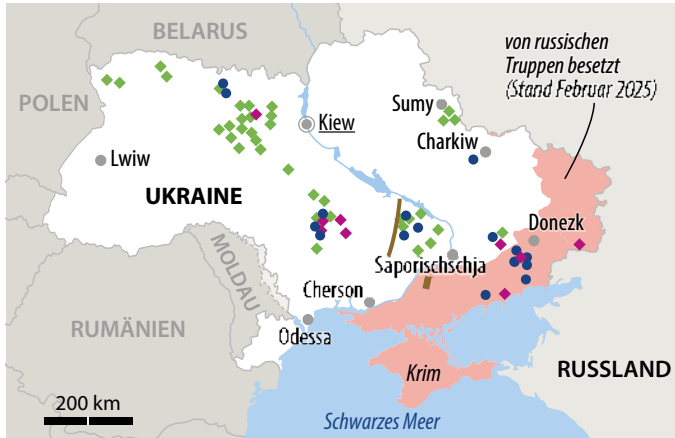 BELARUS
von russischen
Truppen besetzt
(Stand Februar 2025)
POLEN
Sumy
Kiew
Charkiw
Lwiw
UKRAINE
Donezk
MOLDAU
Saporischschja
Cherson
RUMÄNIEN
Odessa
Krim
RUSSLAND
200 km
Schwarzes Meer